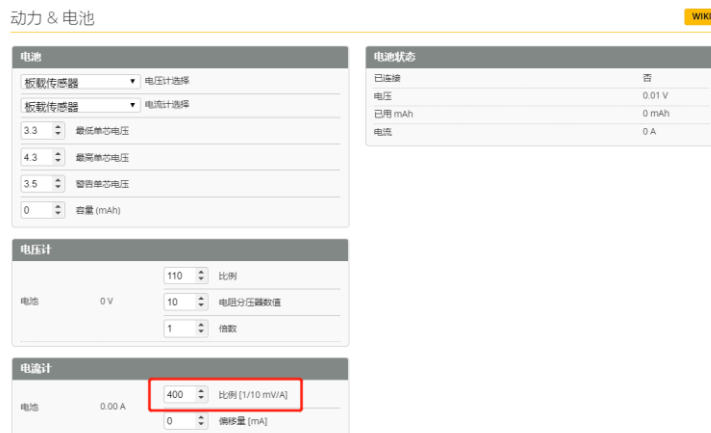 动力 & 电池
WIKI
电池
板载传感器 电压计选择
板载传感器 电流计选择
3.3 最低单芯电压
4.3 最高单芯电压
3.5 警告单芯电压
0 容量 (mAh)
电池状态
已连接 否
电压 0.01 V
已用 mAh 0 mAh
电流 0 A
电压计
110 比例
电池 0 V 10 电阻分压器数值
1 倍数
电流计
400 比例 [1/10 mV/A]
电池 0.00 A
0 偏移量 [mA]